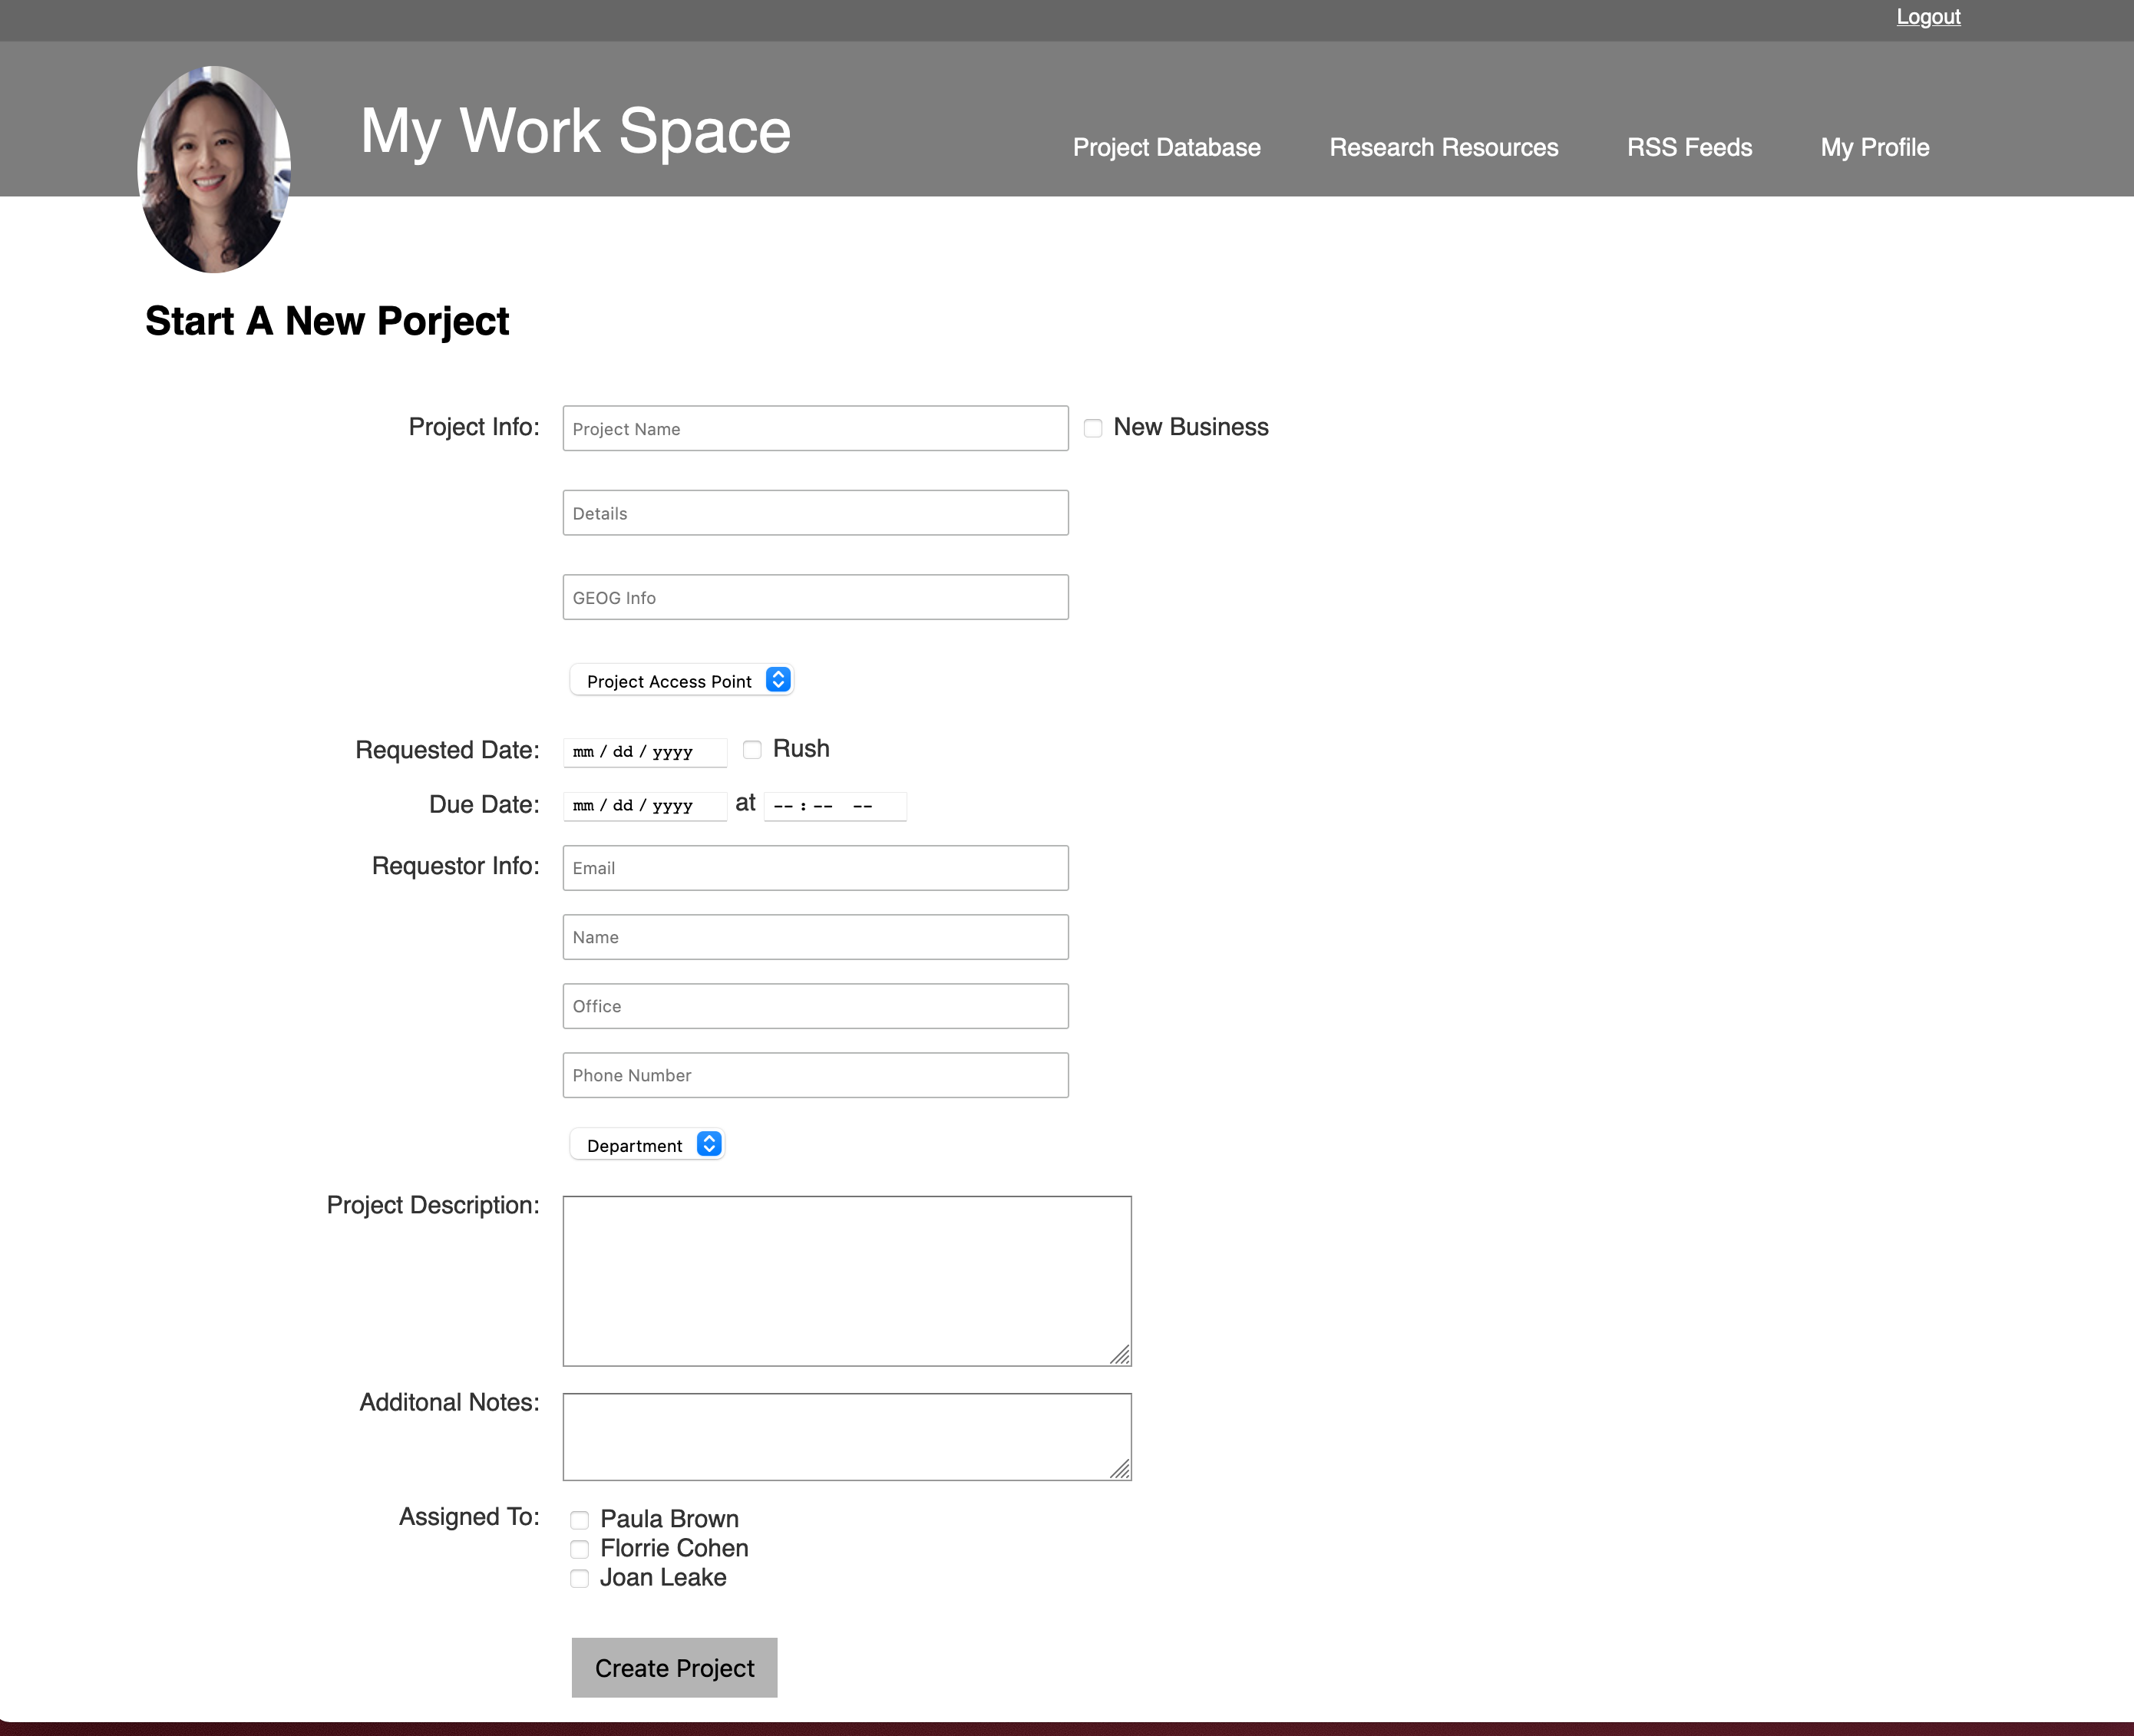 Logout
My Work Space
Project Database Research Resources RSS Feeds My Profile
Start A New Porject
Project Info: Project Name New Business
Details
GEOG Info
Project Access Point
Requested Date: mm / dd / yyyy Rush
Due Date: mm / dd / yyyy at -- : -- --
Requestor Info: Email
Name
Office
Phone Number
Department
Project Description:
Additonal Notes:
Assigned To: Paula Brown
Florrie Cohen
Joan Leake
Create Project